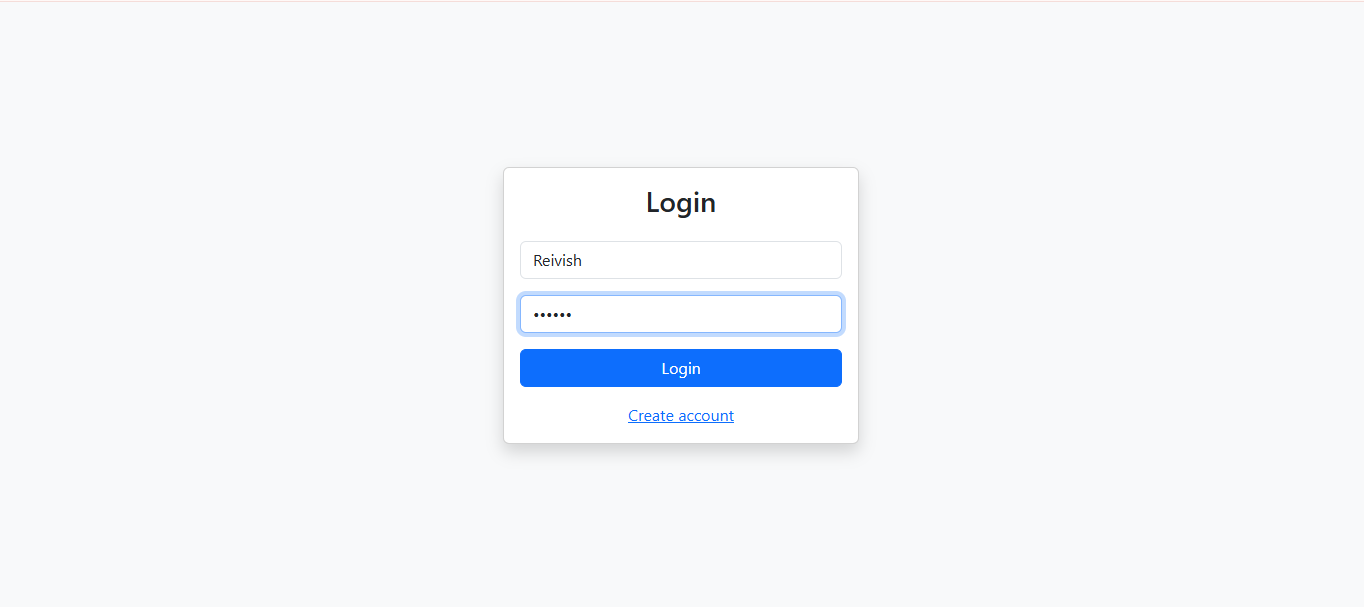 Login
Reivish
••••••
Login
Create account